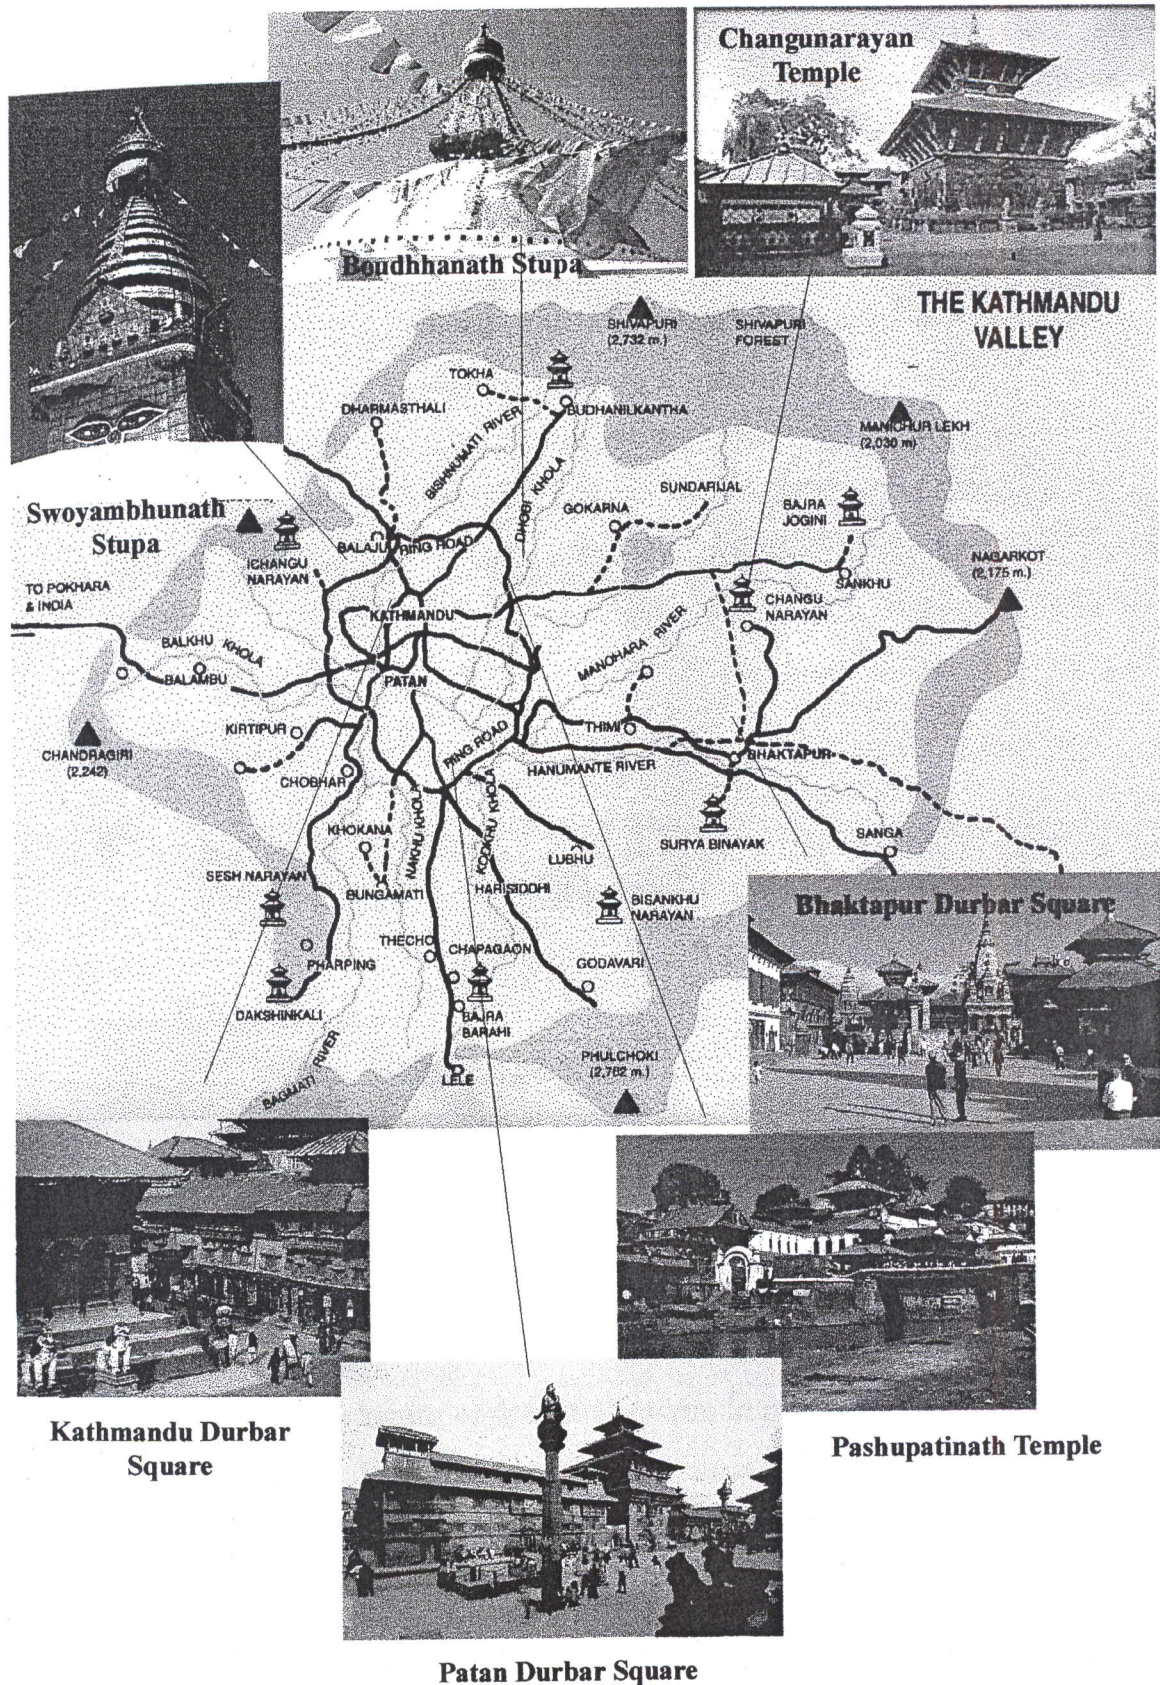 Changunarayan
Temple
Boudhhanath Stupa
THE KATHMANDU
VALLEY
SHIVAPURI
(2,732 m.)
SHIVAPURI
FOREST
TOKHA
DHARMASTHALI
BUDHANILKANTHA
BISHNUMATI RIVER
DHOBI KHOLA
MANICHUR LEKH
(2,030 m)
SUNDARIJAL
GOKARNA
BAJRA
JOGINI
Swoyambhunath
Stupa
ICHANGU
NARAYAN
BALAJU
RING ROAD
SANKHU
NAGARKOT
(2,175 m.)
CHANGU
NARAYAN
TO POKHARA
& INDIA
KATHMANDU
BALKHU KHOLA
BALAMBU
MANOHARA RIVER
PATAN
KIRTIPUR
THIMI
RING ROAD
CHANDRAGIRI
(2,242)
CHOBHAR
HANUMANTE RIVER
BHAKTAPUR
KHOKANA
NAKHU KHOLA
KODKHU KHOLA
LUBHU
SURYA BINAYAK
SANGA
SESH NARAYAN
BUNGAMATI
HARISIDDHI
BISANKHU
NARAYAN
Bhaktapur Durbar Square
THECHO
CHAPAGAON
PHARPING
GODAVARI
DAKSHINKALI
BAJRA
BARAHI
BAGMATI RIVER
LELE
PHULCHOKI
(2,762 m.)
Kathmandu Durbar
Square
Pashupatinath Temple
Patan Durbar Square